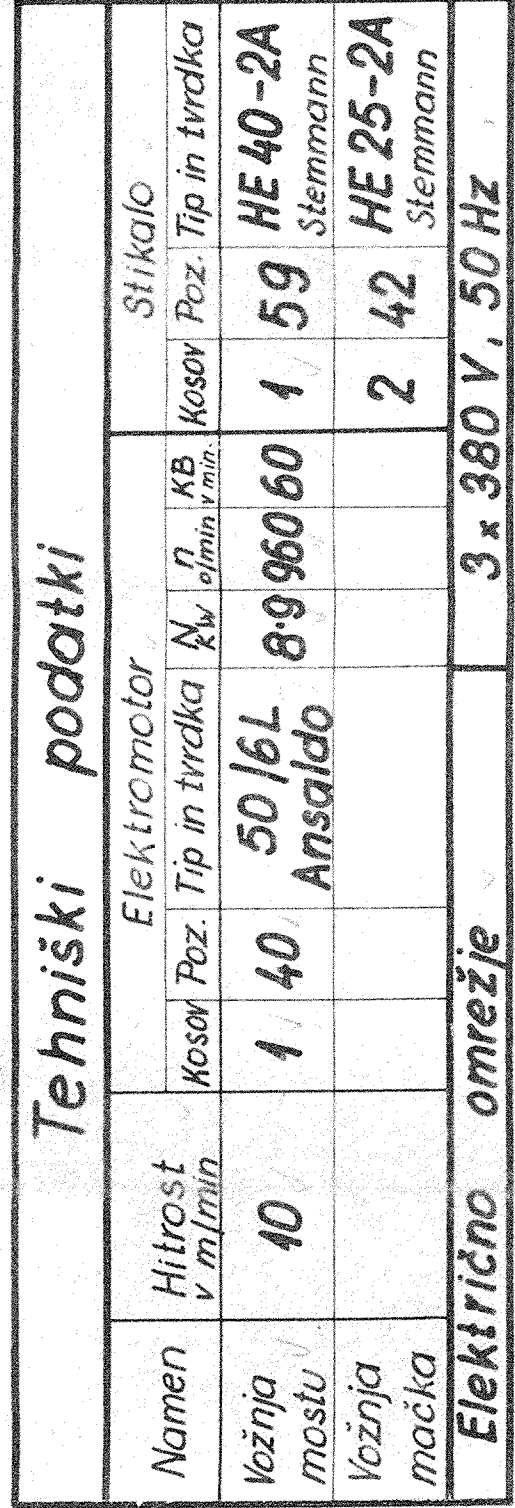 Tehniški podatki
Namen Hitrost v m/min Elektromotor Stikalo
Kosov Poz. Tip in tvrdka N kW n o/min KB v min. Kosov Poz. Tip in tvrdka
Vožnja mostu 10 1 40 50/6L Ansaldo 8·9 960 60 1 59 HE 40-2A Stemmann
Vožnja mačka 2 42 HE 25-2A Stemmann
Električno omrežje 3 x 380 V, 50 Hz